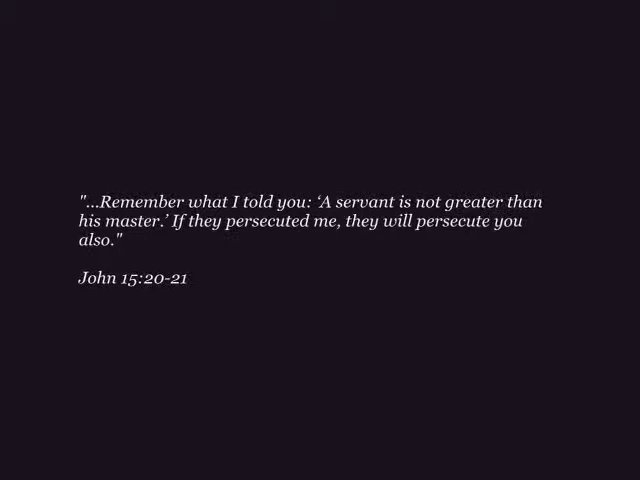 "...Remember what I told you: ‘A servant is not greater than
his master.’ If they persecuted me, they will persecute you
also."
John 15:20-21